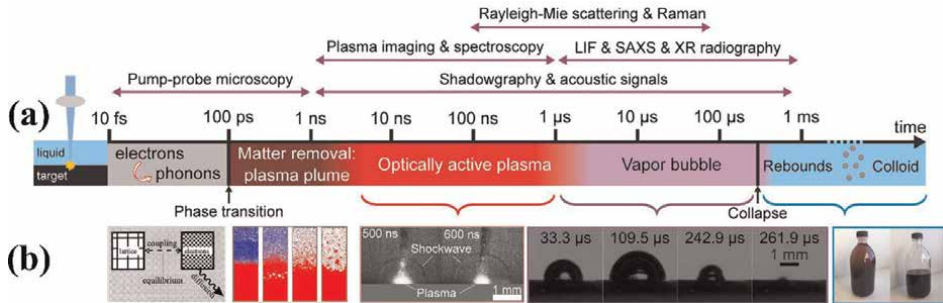 Rayleigh-Mie scattering & Raman
Plasma imaging & spectroscopy
LIF & SAXS & XR radiography
Pump-probe microscopy
Shadowgraphy & acoustic signals
(a)
10 fs
100 ps
1 ns
10 ns
100 ns
1 µs
10 µs
100 µs
1 ms
time
liquid
target
electrons
phonons
Matter removal:
plasma plume
Optically active plasma
Vapor bubble
Rebounds
Colloid
Phase transition
Collapse
(b)
lattice
coupling
electrons
diffusion
equilibrium
500 ns
600 ns
Shockwave
Plasma
1 mm
33.3 µs
109.5 µs
242.9 µs
261.9 µs
1 mm